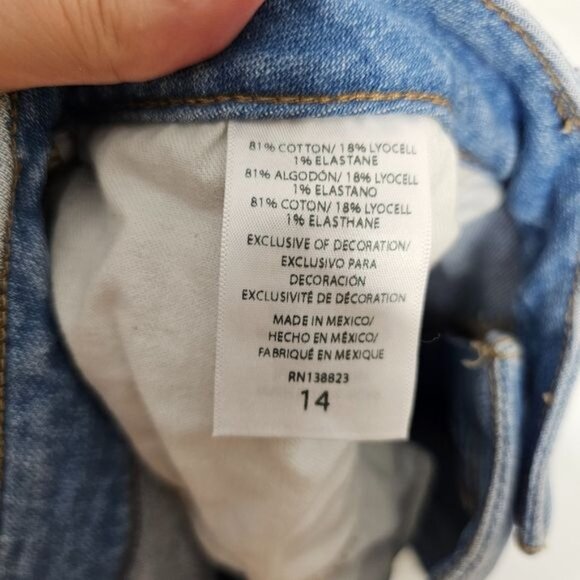 81% COTTON/ 18% LYOCELL
1% ELASTANE
81% ALGODÓN/ 18% LYOCELL
1% ELASTANO
81% COTON/ 18% LYOCELL
1% ELASTHANE
EXCLUSIVE OF DECORATION/
EXCLUSIVO PARA
DECORACIÓN
EXCLUSIVITÉ DE DÉCORATION
MADE IN MEXICO/
HECHO EN MÉXICO/
FABRIQUÉ EN MEXIQUE
RN138823
14